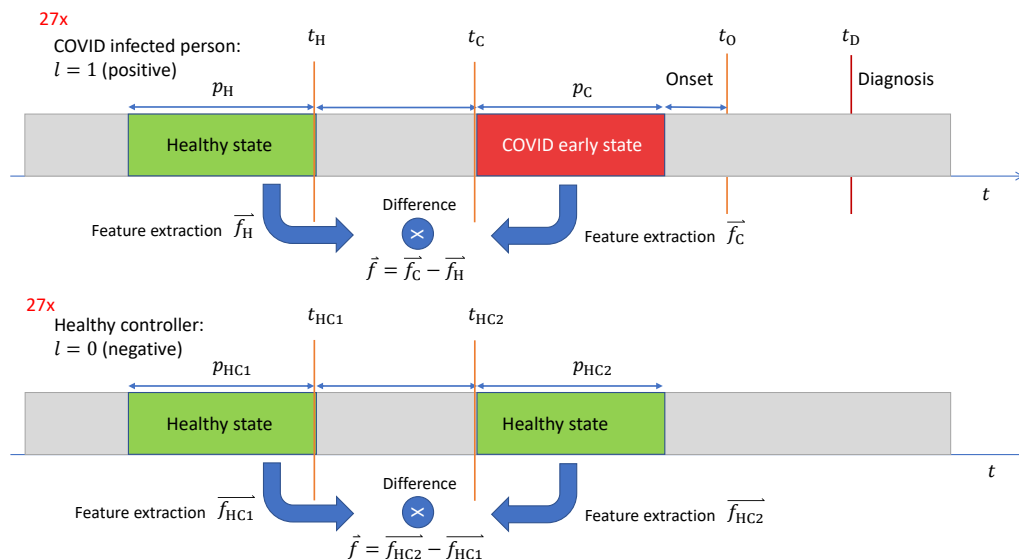 27x
COVID infected person:
l = 1 (positive)
t_H
t_C
t_O
t_D
Onset
Diagnosis
p_H
p_C
Healthy state
COVID early state
t
Feature extraction f_H
Difference
×
Feature extraction f_C
f = f_C − f_H
27x
Healthy controller:
l = 0 (negative)
t_HC1
t_HC2
p_HC1
p_HC2
Healthy state
Healthy state
t
Feature extraction f_HC1
Difference
×
Feature extraction f_HC2
f = f_HC2 − f_HC1